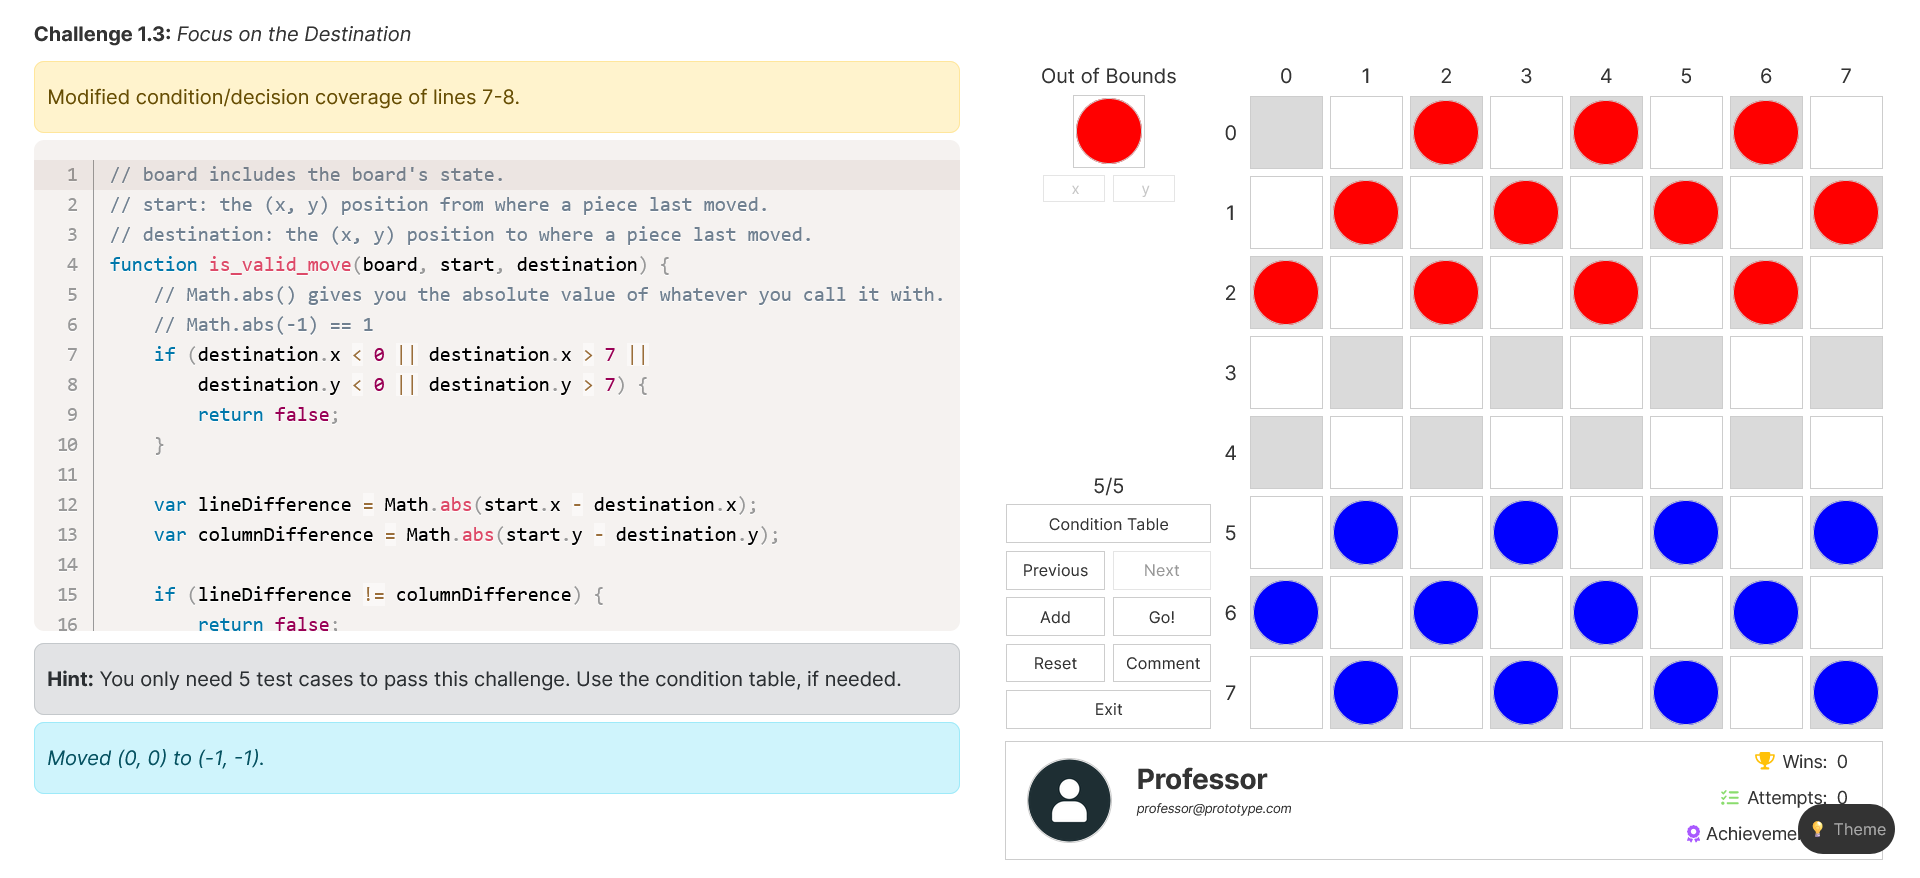 Challenge 1.3: Focus on the Destination
Modified condition/decision coverage of lines 7-8.
1 // board includes the board's state.
2 // start: the (x, y) position from where a piece last moved.
3 // destination: the (x, y) position to where a piece last moved.
4 function is_valid_move(board, start, destination) {
5 // Math.abs() gives you the absolute value of whatever you call it with.
6 // Math.abs(-1) == 1
7 if (destination.x < 0 || destination.x > 7 ||
8 destination.y < 0 || destination.y > 7) {
9 return false;
10 }
11
12 var lineDifference = Math.abs(start.x - destination.x);
13 var columnDifference = Math.abs(start.y - destination.y);
14
15 if (lineDifference != columnDifference) {
16 return false;
Hint: You only need 5 test cases to pass this challenge. Use the condition table, if needed.
Moved (0, 0) to (-1, -1).
Out of Bounds
x y
5/5
Condition Table
Previous Next
Add Go!
Reset Comment
Exit
0 1 2 3 4 5 6 7
0
1
2
3
4
5
6
7
Professor
professor@prototype.com
Wins: 0
Attempts: 0
Theme